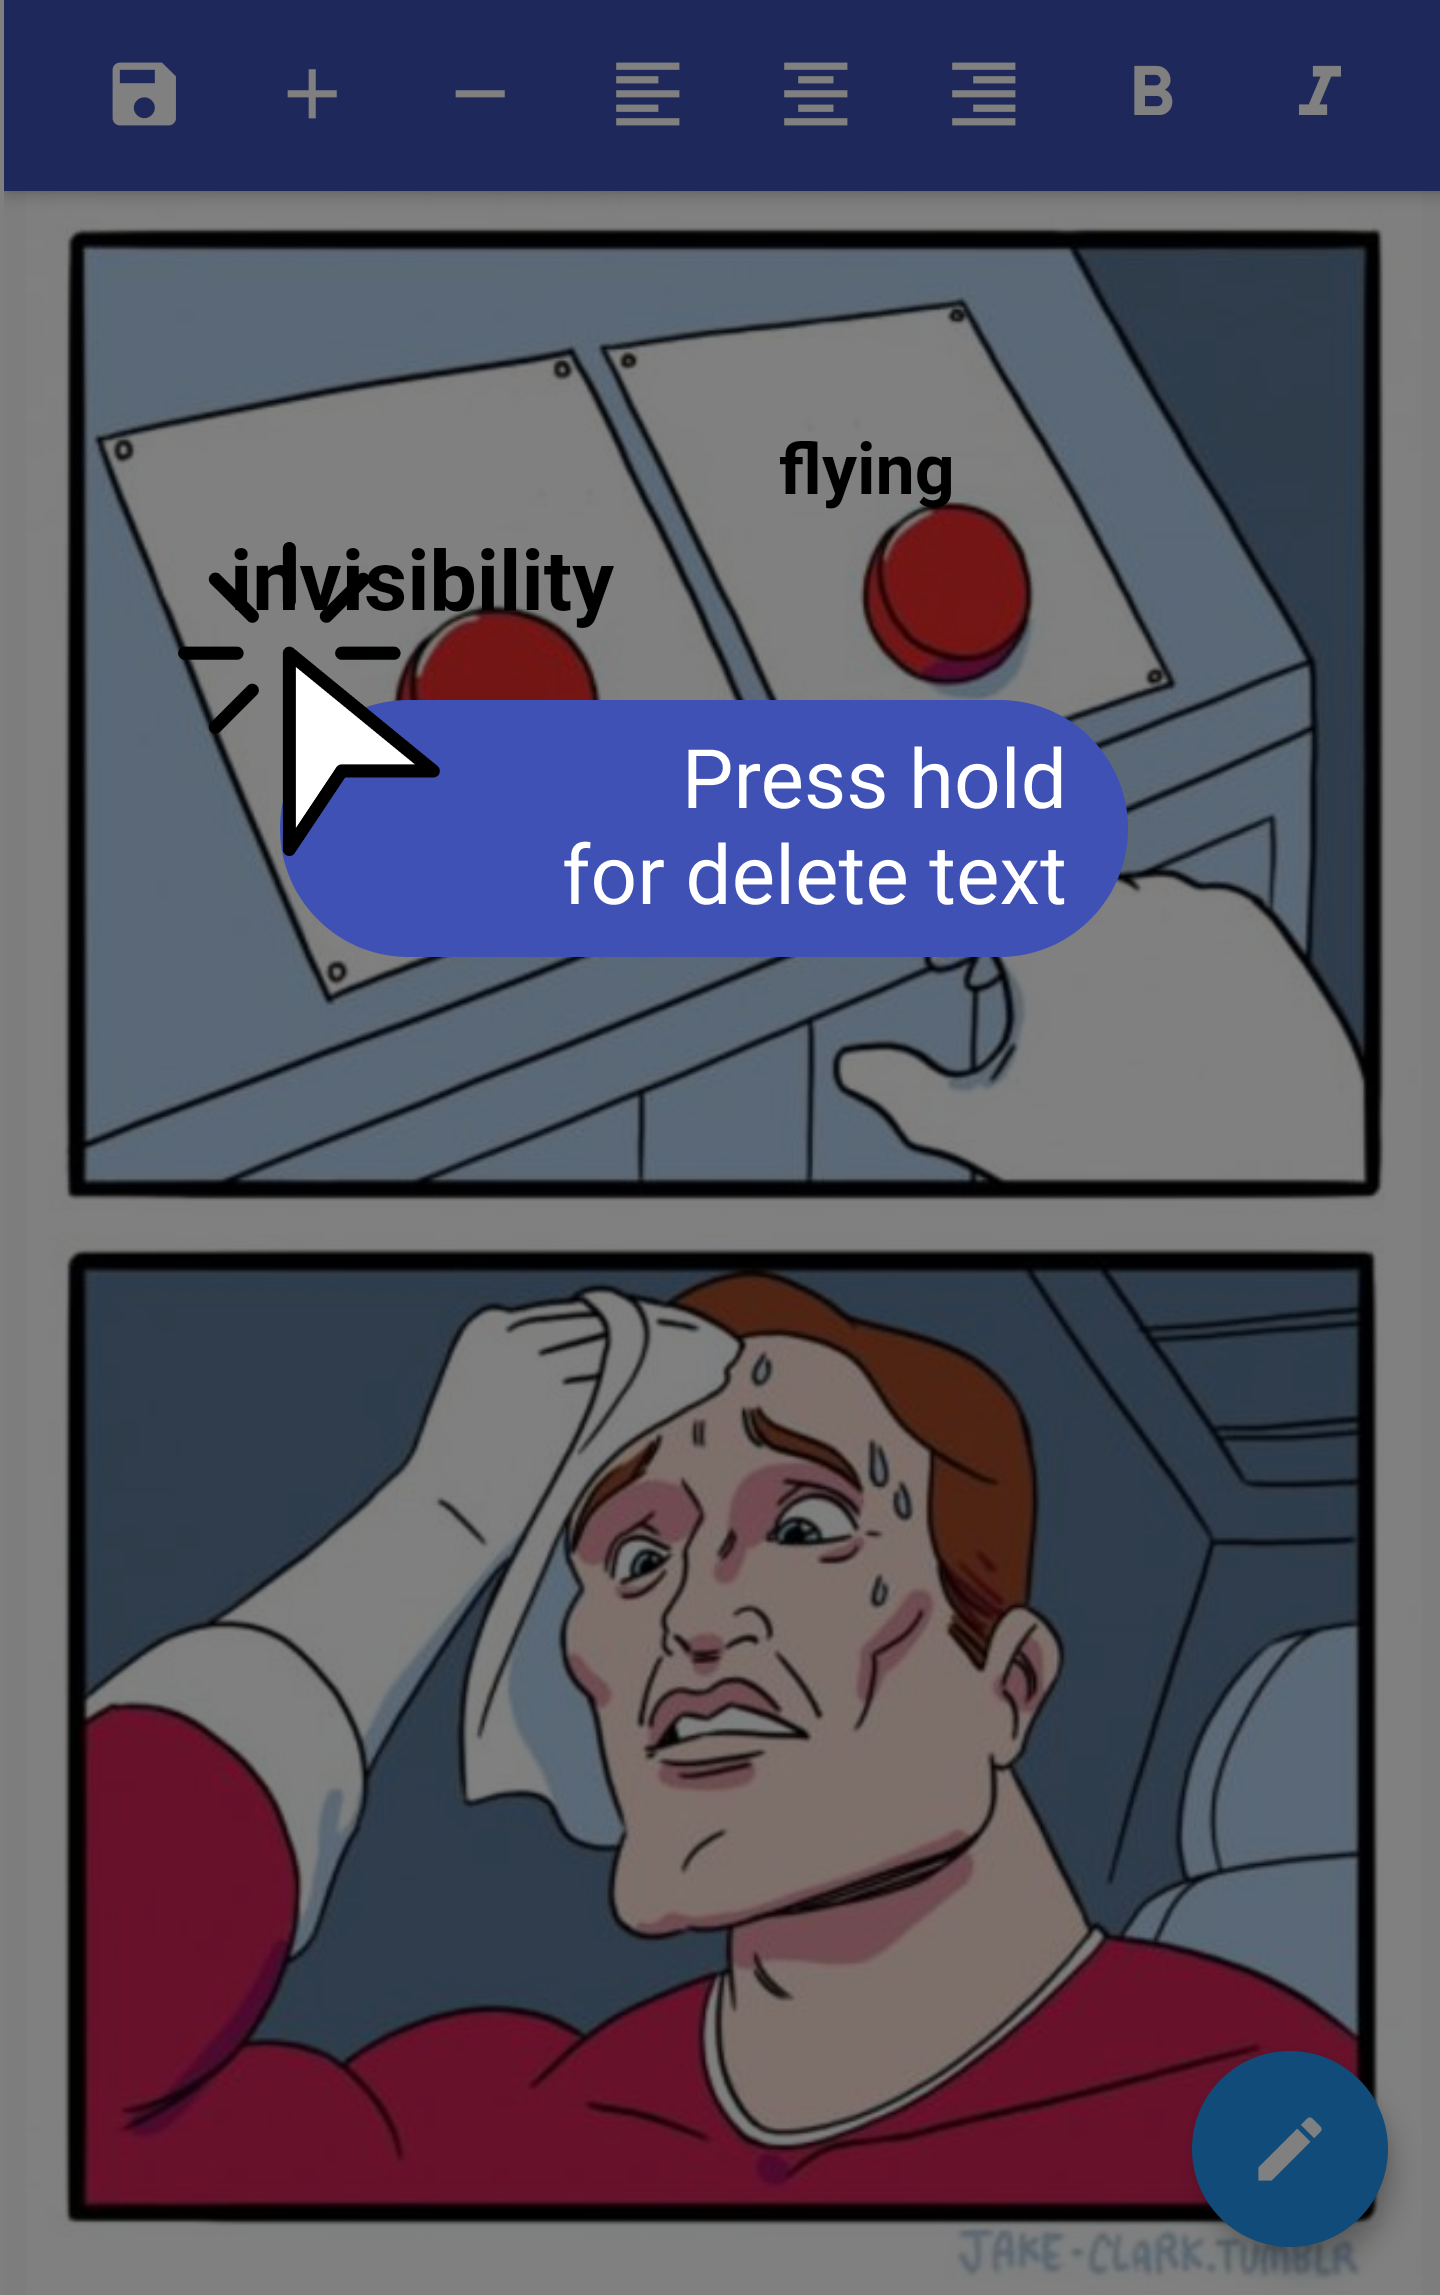 B I
flying
invisibility
Press hold
for delete text
JAKE-CLARK.TUMBLR